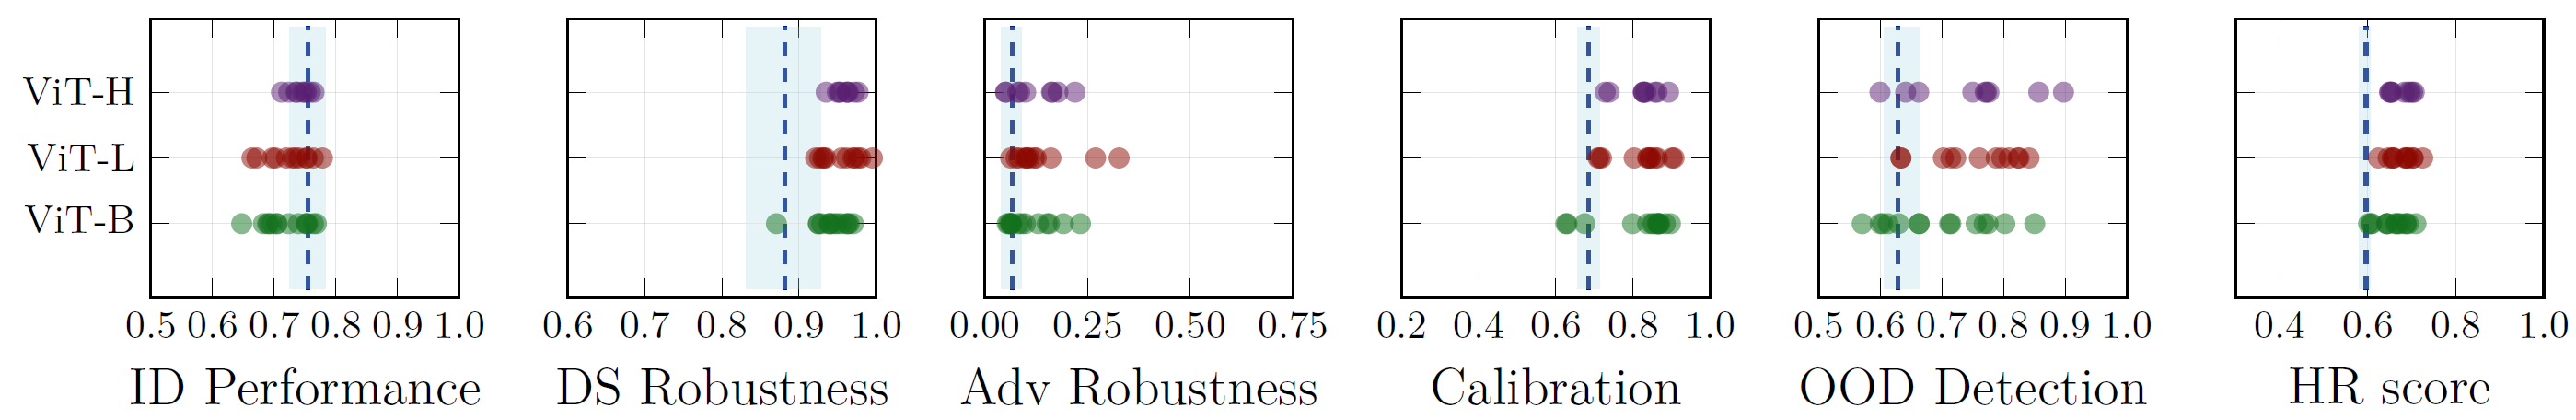 ViT-H
ViT-L
ViT-B
0.5 0.6 0.7 0.8 0.9 1.0
ID Performance
0.6 0.7 0.8 0.9 1.0
DS Robustness
0.00 0.25 0.50 0.75
Adv Robustness
0.2 0.4 0.6 0.8 1.0
Calibration
0.5 0.6 0.7 0.8 0.9 1.0
OOD Detection
0.4 0.6 0.8 1.0
HR score